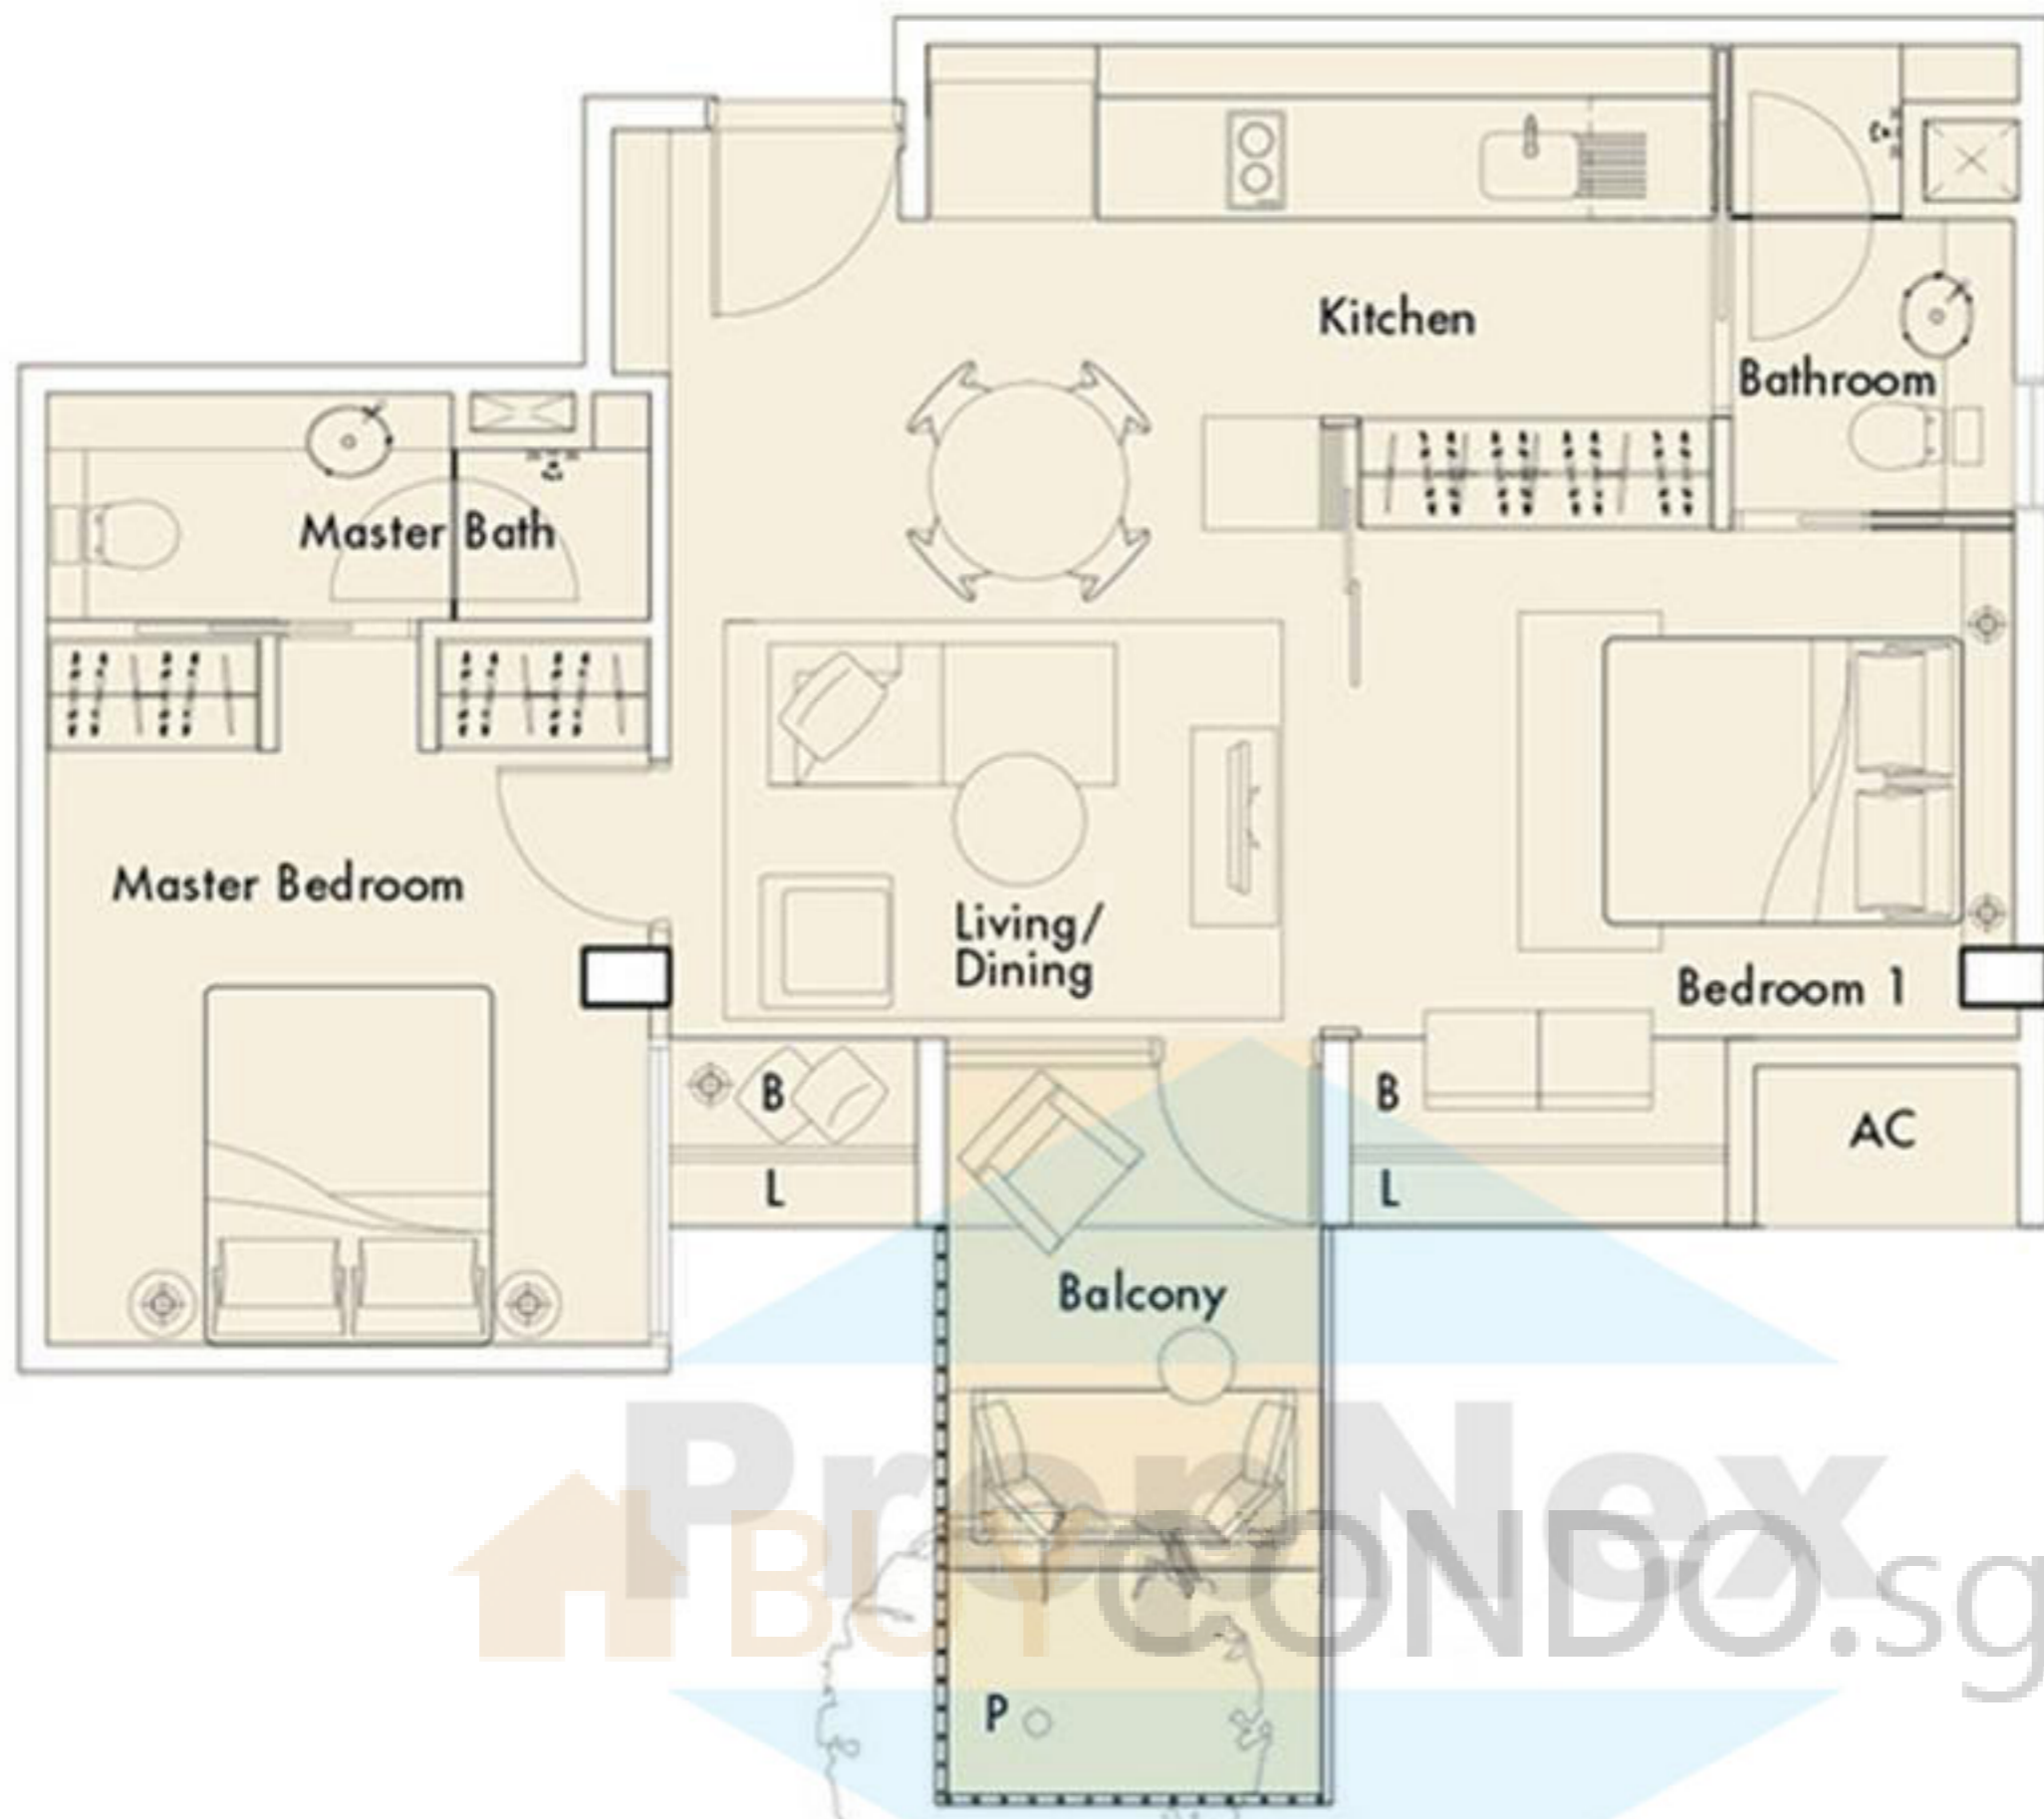 Kitchen
Bathroom
Master Bath
Master Bedroom
Living/
Dining
Bedroom 1
B
B
AC
L
L
Balcony
PropNex
BUYCONDO.sg
P